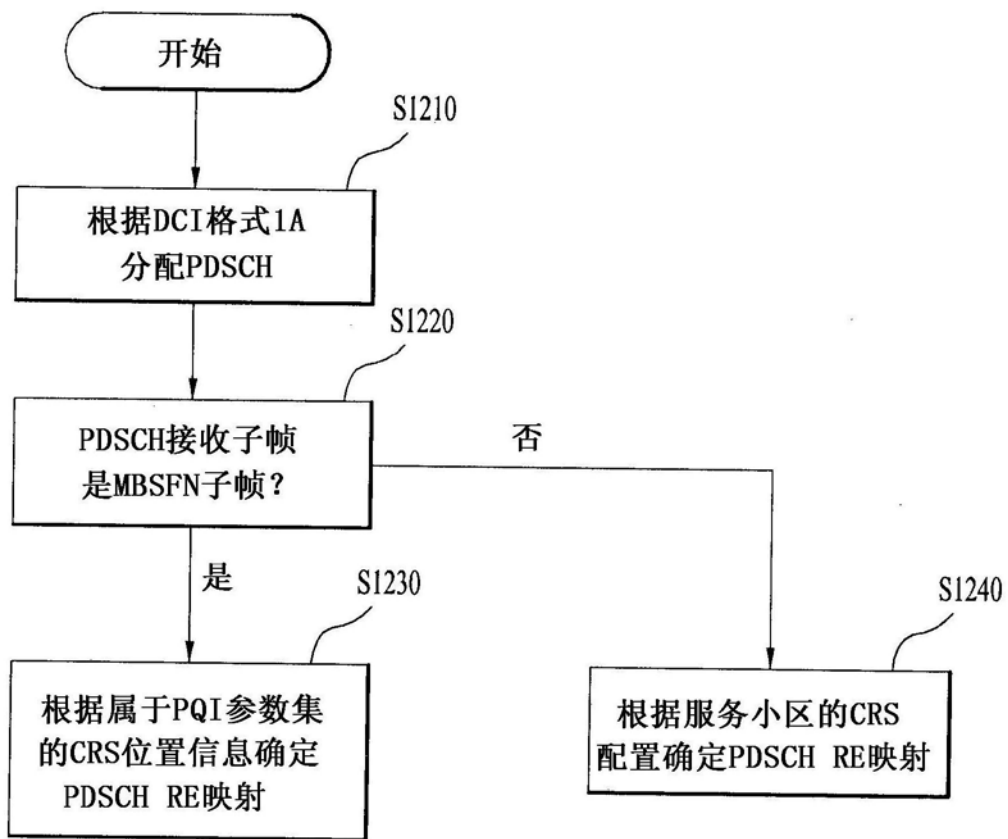 开始
S1210
根据DCI格式1A
分配PDSCH
S1220
PDSCH接收子帧
是MBSFN子帧？
否
是
S1230
根据属于PQI参数集
的CRS位置信息确定
PDSCH RE映射
S1240
根据服务小区的CRS
配置确定PDSCH RE映射